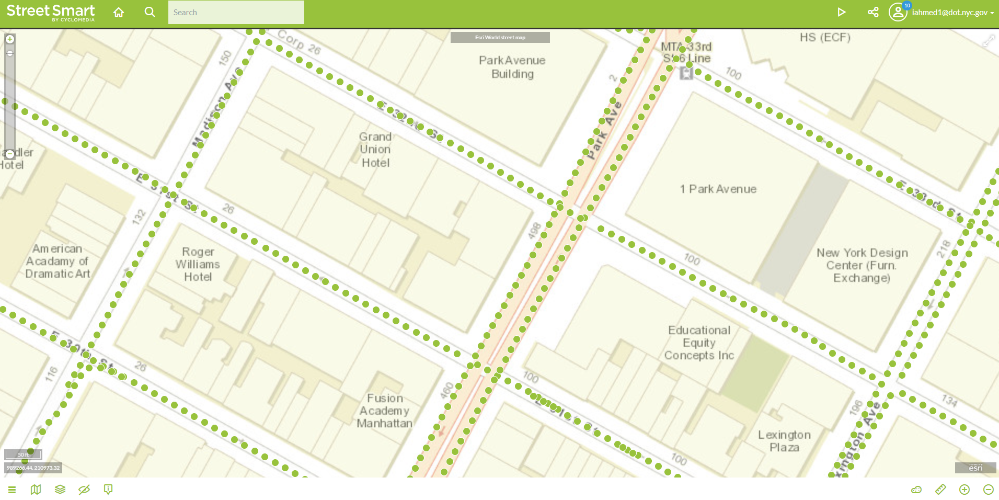 Street Smart
BY CYCLOMEDIA
Search
10
iahmed1@dot.nyc.gov
Esri World street map
Corp 26
150
Madison Ave
Park Avenue
Building
2
MTA 33rd
St 6 Line
100
HS (ECF)
E 32nd St
Grand
Union
Hotel
Park Ave
1 Park Avenue
E 33rd St
Hotel
E 31st St
26
132
498
American
Acadamy of
Dramatic Art
Roger
Williams
Hotel
100
218
New York Design
Center (Furn.
Exchange)
E 30th St
26
116
Educational
Equity
Concepts Inc
100
460
Fusion
Academy
Manhattan
E 31st St
196
134
Lexington
Plaza
100
50 ft
989266.44, 210973.32
esri